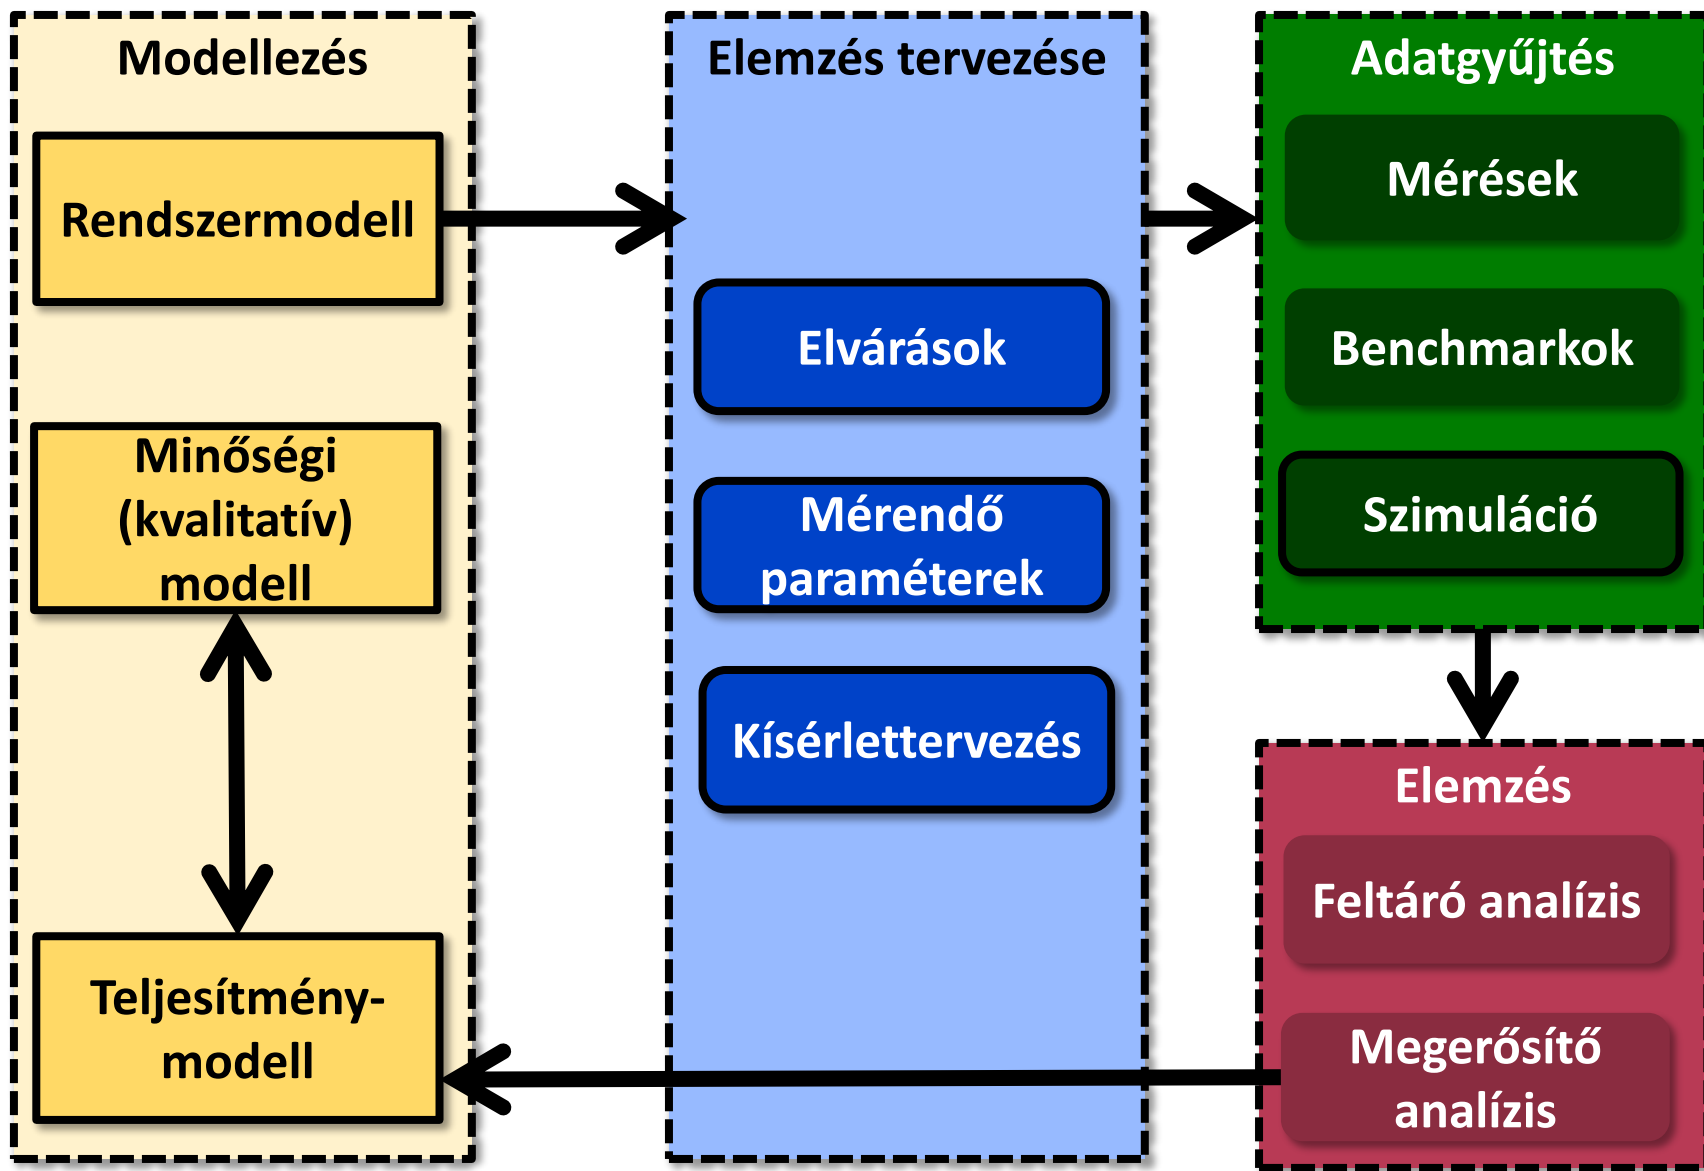 Modellezés
Rendszermodell
Minőségi
(kvalitatív)
modell
Teljesítmény-
modell
Elemzés tervezése
Elvárások
Mérendő
paraméterek
Kísérlettervezés
Adatgyűjtés
Mérések
Benchmarkok
Szimuláció
Elemzés
Feltáró analízis
Megerősítő
analízis